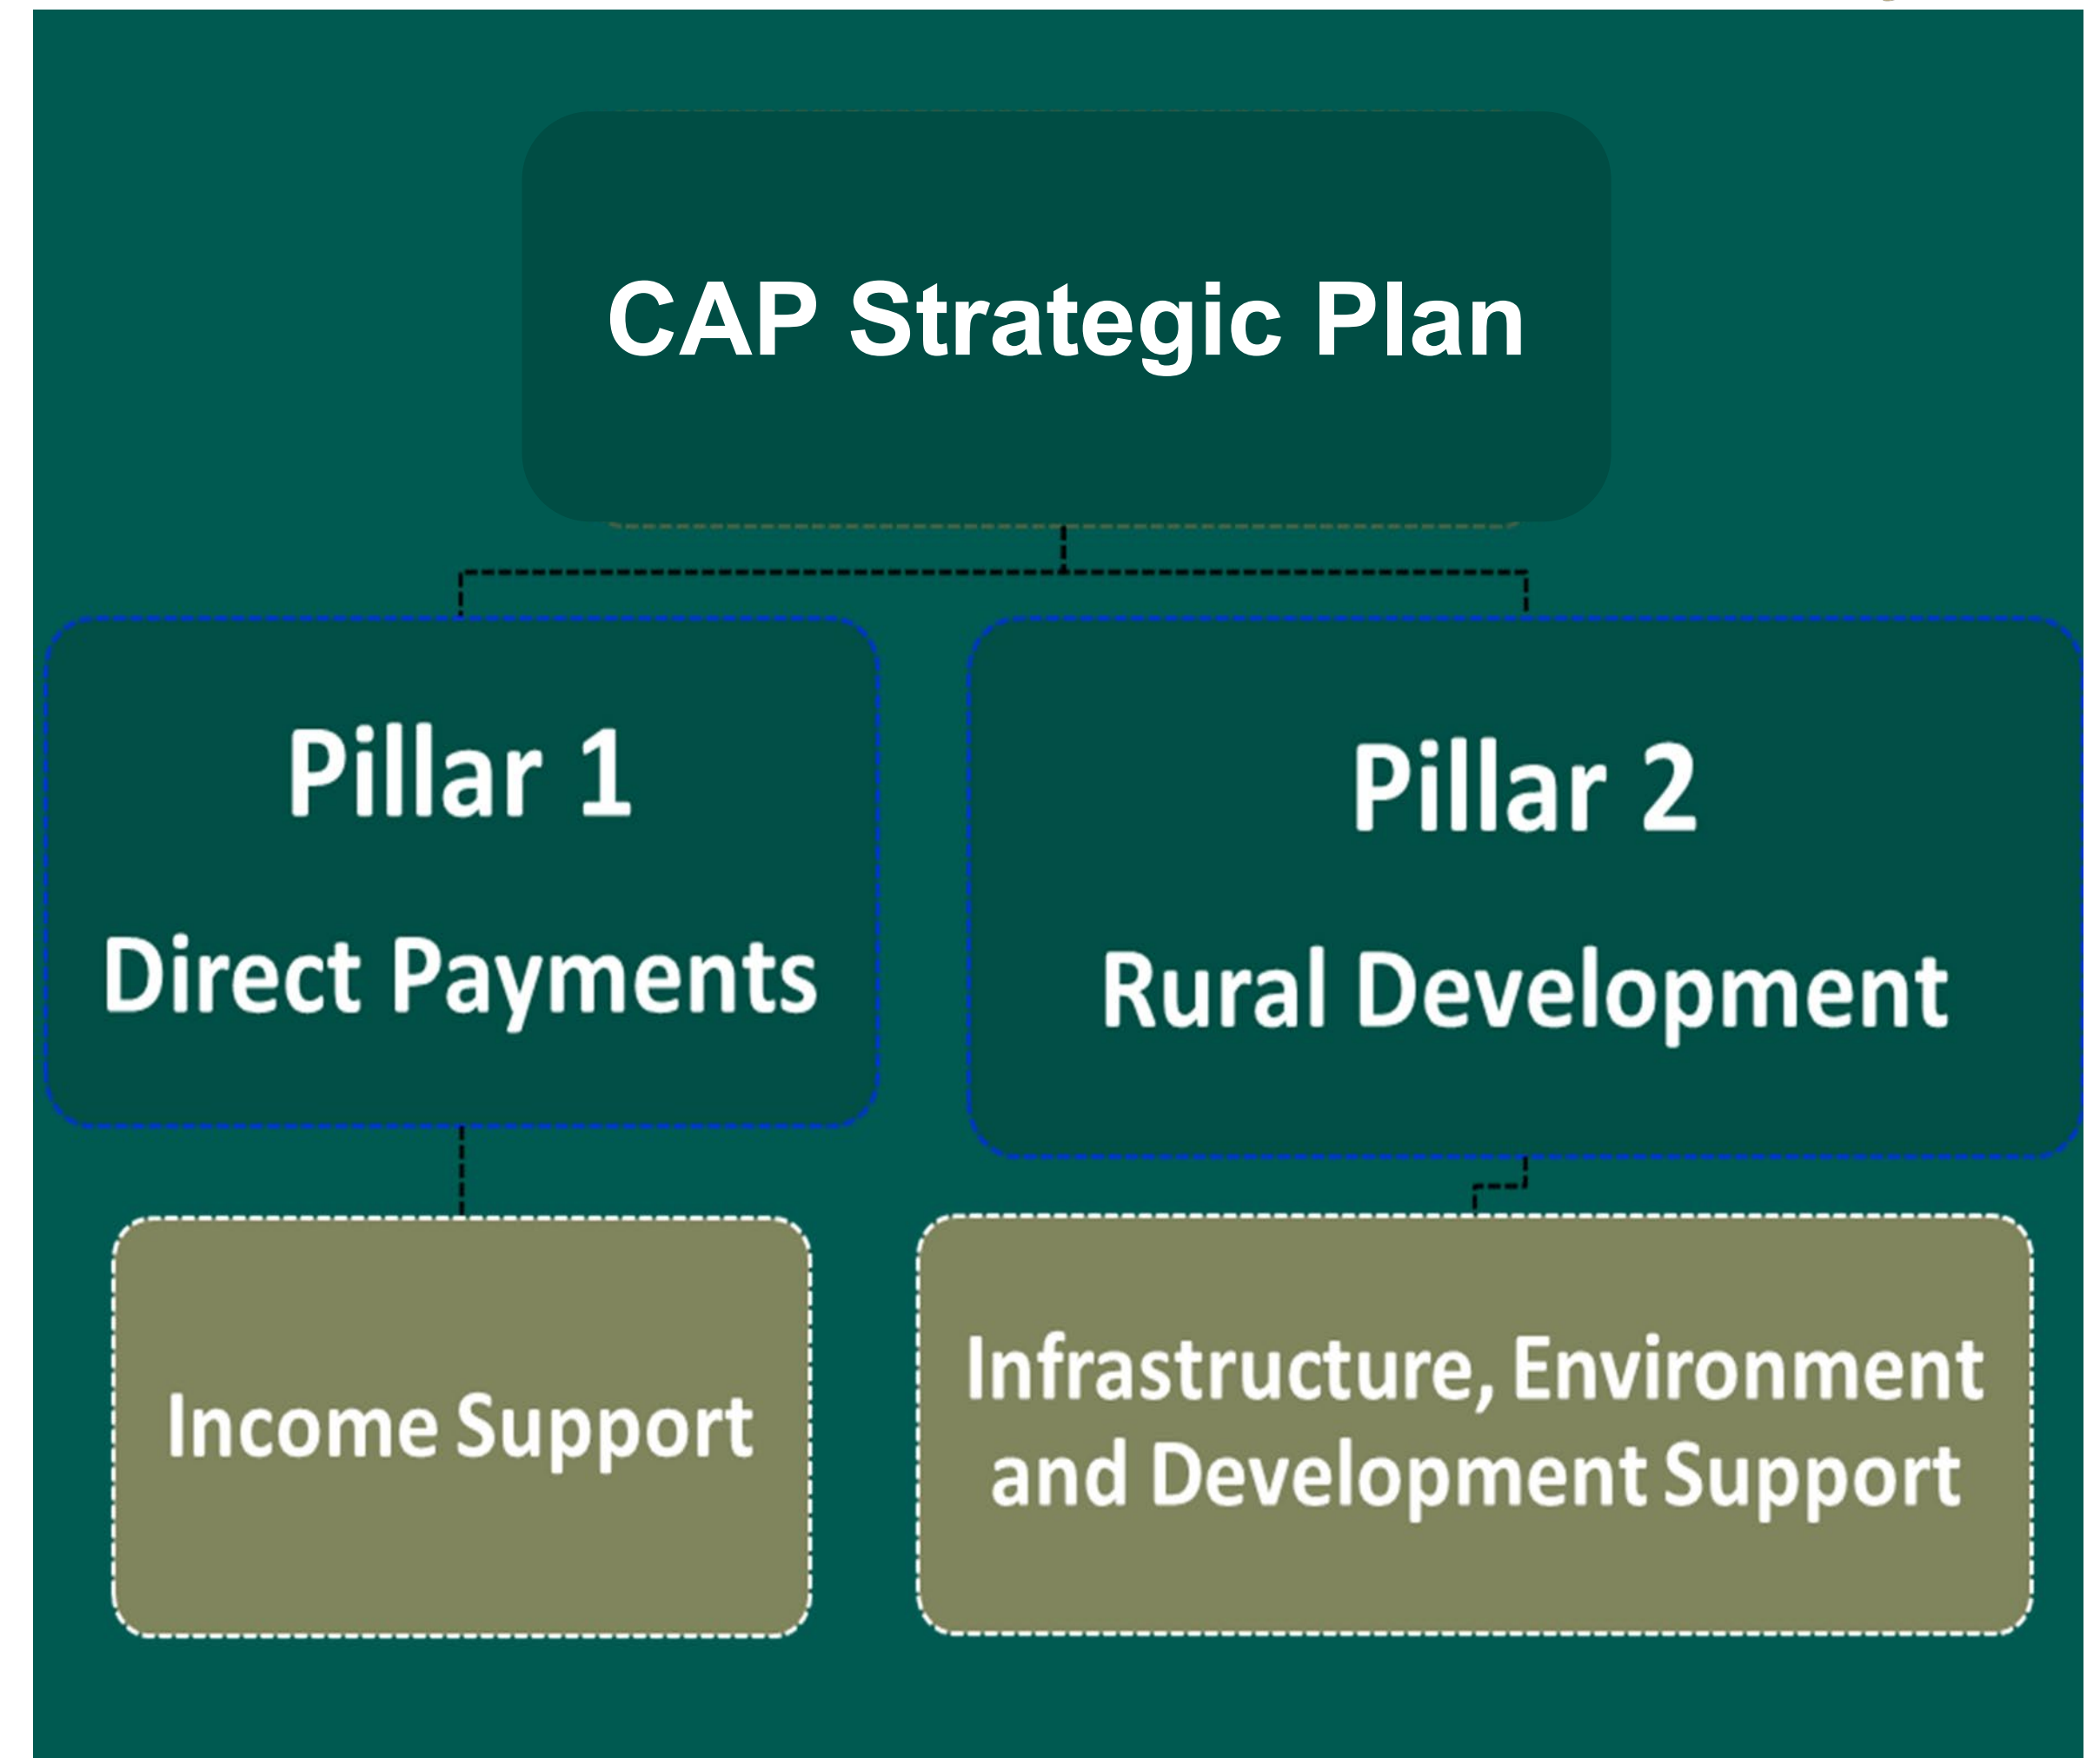 CAP Strategic Plan
Pillar 1
Direct Payments
Pillar 2
Rural Development
Income Support
Infrastructure, Environment
and Development Support